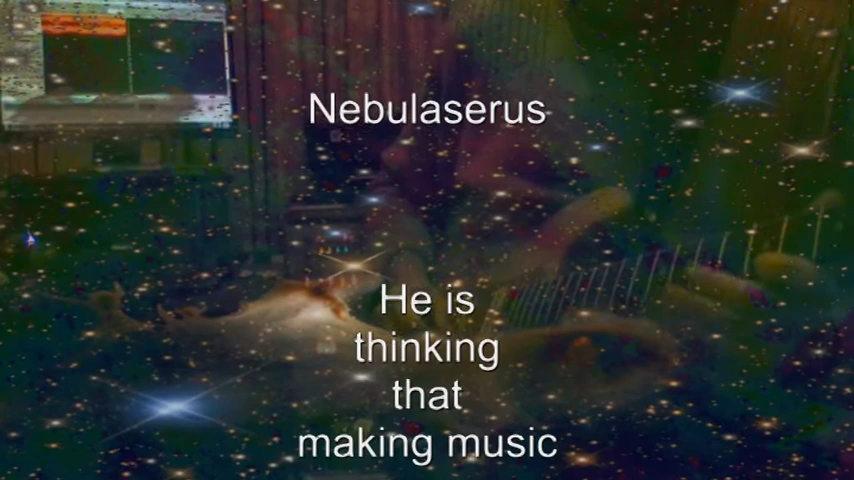 Nebulaserus
He is
thinking
that
making music